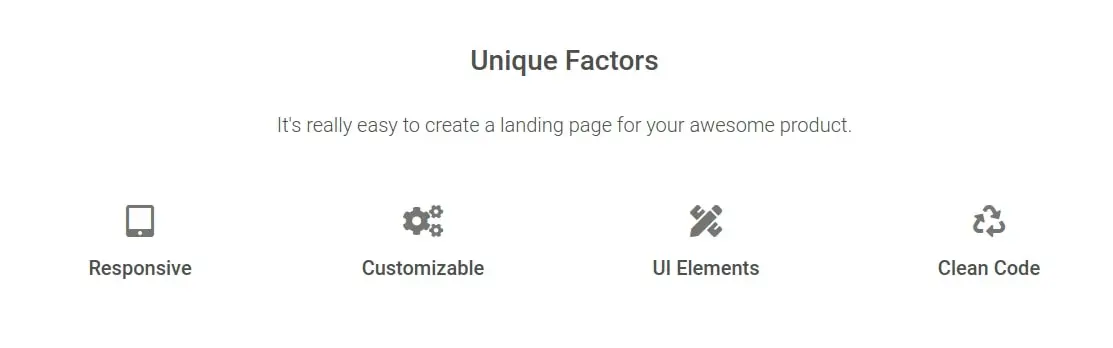 Unique Factors
It's really easy to create a landing page for your awesome product.
Responsive
Customizable
UI Elements
Clean Code